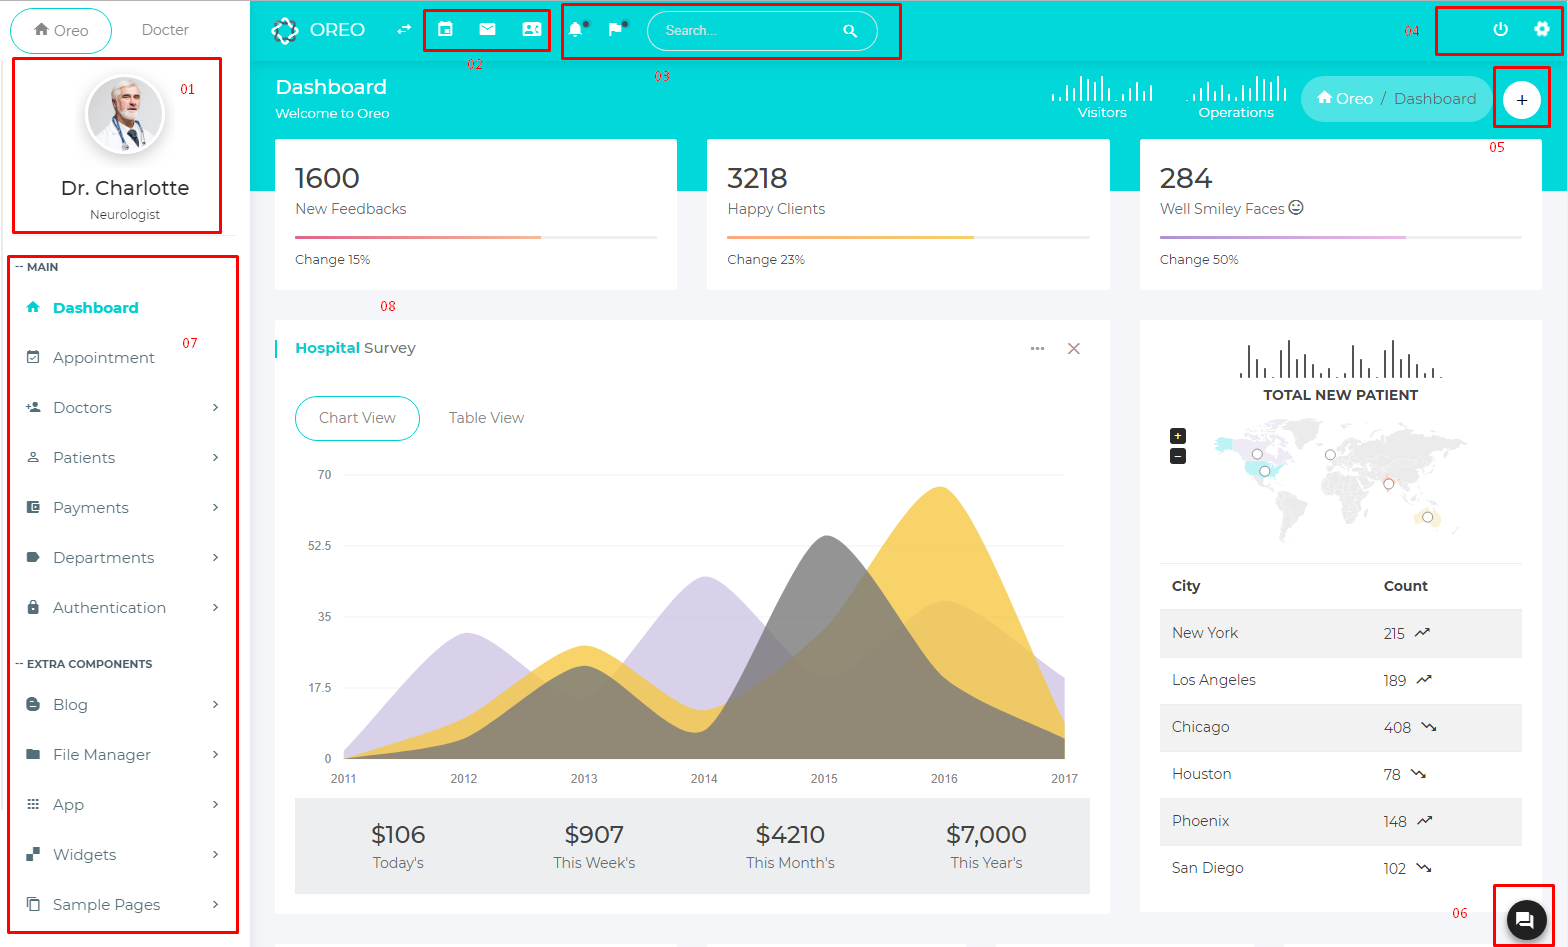 Oreo Docter
01
Dr. Charlotte
Neurologist
-- MAIN
Dashboard
07
Appointment
Doctors
Patients
Payments
Departments
Authentication
-- EXTRA COMPONENTS
Blog
File Manager
App
Widgets
Sample Pages
OREO
02
Search...
03
04
Dashboard
Welcome to Oreo
Visitors
Operations
Oreo / Dashboard
+
05
1600
New Feedbacks
Change 15%
3218
Happy Clients
Change 23%
284
Well Smiley Faces
Change 50%
08
Hospital Survey
Chart View Table View
70
52.5
35
17.5
0
2011 2012 2013 2014 2015 2016 2017
$106 $907 $4210 $7,000
Today's This Week's This Month's This Year's
TOTAL NEW PATIENT
+
−
City Count
New York 215
Los Angeles 189
Chicago 408
Houston 78
Phoenix 148
San Diego 102
06